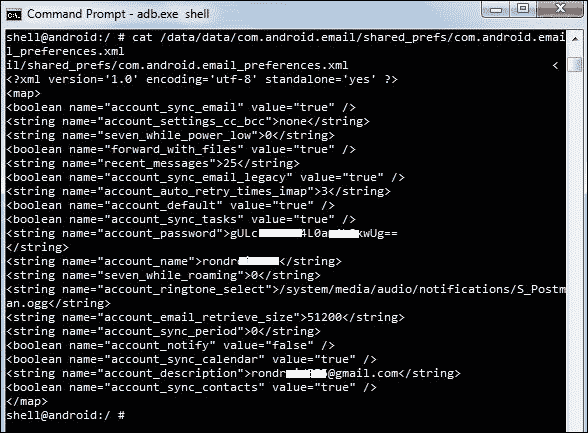 Command Prompt - adb.exe shell
shell@android:/ # cat /data/data/com.android.email/shared_prefs/com.android.emai
l_preferences.xml
il/shared_prefs/com.android.email_preferences.xml <
<?xml version='1.0' encoding='utf-8' standalone='yes' ?>
<map>
<boolean name="account_sync_email" value="true" />
<string name="account_settings_cc_bcc">none</string>
<string name="seven_while_power_low">0</string>
<boolean name="forward_with_files" value="true" />
<string name="recent_messages">25</string>
<boolean name="account_sync_email_legacy" value="true" />
<string name="account_auto_retry_times_imap">3</string>
<boolean name="account_default" value="true" />
<boolean name="account_sync_tasks" value="true" />
<string name="account_password">gULc 4L0a kwUg==
</string>
<string name="account_name">rondr </string>
<string name="seven_while_roaming">0</string>
<string name="account_ringtone_select">/system/media/audio/notifications/S_Postm
an.ogg</string>
<string name="account_email_retrieve_size">51200</string>
<string name="account_sync_period">0</string>
<boolean name="account_notify" value="false" />
<boolean name="account_sync_calendar" value="true" />
<string name="account_description">rondr @gmail.com</string>
<boolean name="account_sync_contacts" value="true" />
</map>
shell@android:/ #